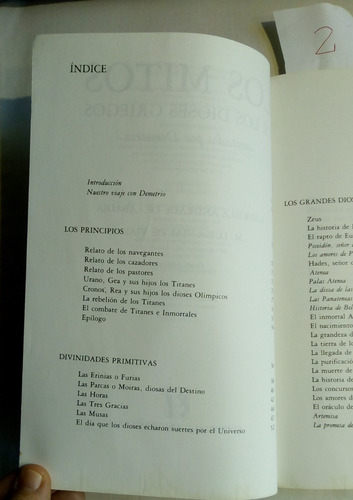 2
ÍNDICE
Introducción
Nuestro viaje con Demetrio
LOS PRINCIPIOS
Relato de los navegantes
Relato de los cazadores
Relato de los pastores
Urano, Gea y sus hijos los Titanes
Cronos, Rea y sus hijos los dioses Olímpicos
La rebelión de los Titanes
El combate de Titanes e Inmortales
Epílogo
DIVINIDADES PRIMITIVAS
Las Erinias o Furias
Las Parcas o Moiras, diosas del Destino
Las Horas
Las Tres Gracias
Las Musas
El día que los dioses echaron suertes por el Universo
LOS GRANDES DIO
Zeus
La historia de
El rapto de Eu
Poseidón, señor
Los amores de P
Hades, señor d
Atenea
Palas Atenea
La diosa de las
Las Panateneas
Historia de Bel
El inmortal A
El nacimiento
La grandeza d
La tierra de lo
La llegada de
La purificación
La muerte de
La historia de
Los concursos
Los amores d
El oráculo de
Artemisa
La promesa de